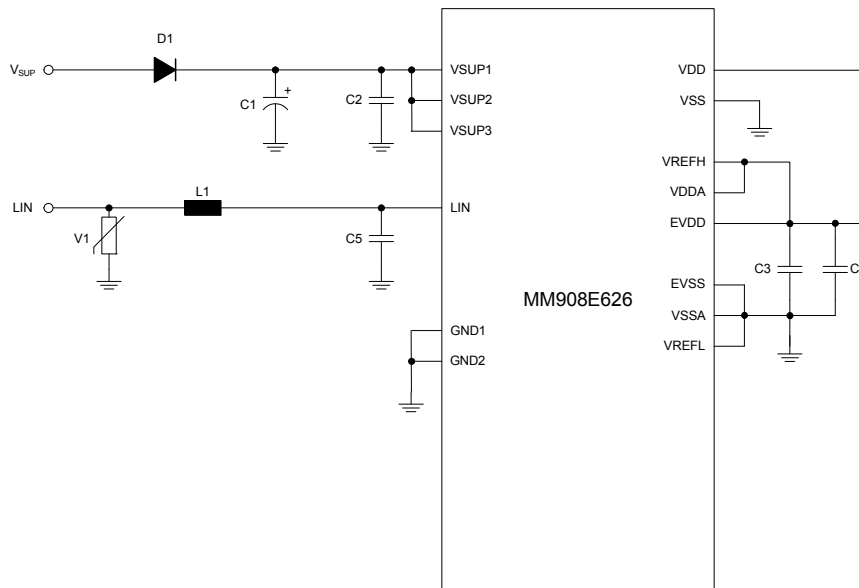 D1
VSUP
C1
+
C2
VSUP1
VSUP2
VSUP3
VDD
VSS
VREFH
VDDA
EVDD
LIN
L1
LIN
V1
C5
C3
EVSS
VSSA
VREFL
MM908E626
GND1
GND2